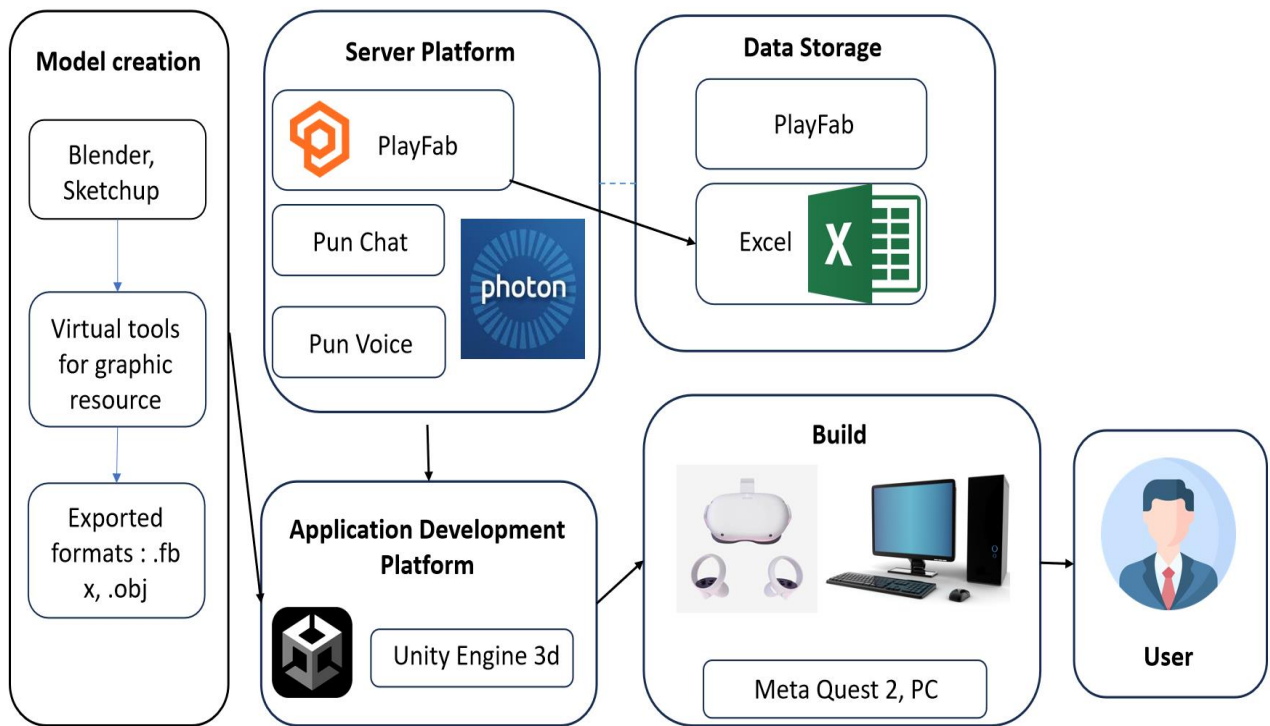 Model creation
Blender,
Sketchup
Virtual tools
for graphic
resource
Exported
formats : .fb
x, .obj
Server Platform
PlayFab
Pun Chat
photon
Pun Voice
Data Storage
PlayFab
Excel
X
Application Development
Platform
Unity Engine 3d
Build
Meta Quest 2, PC
User